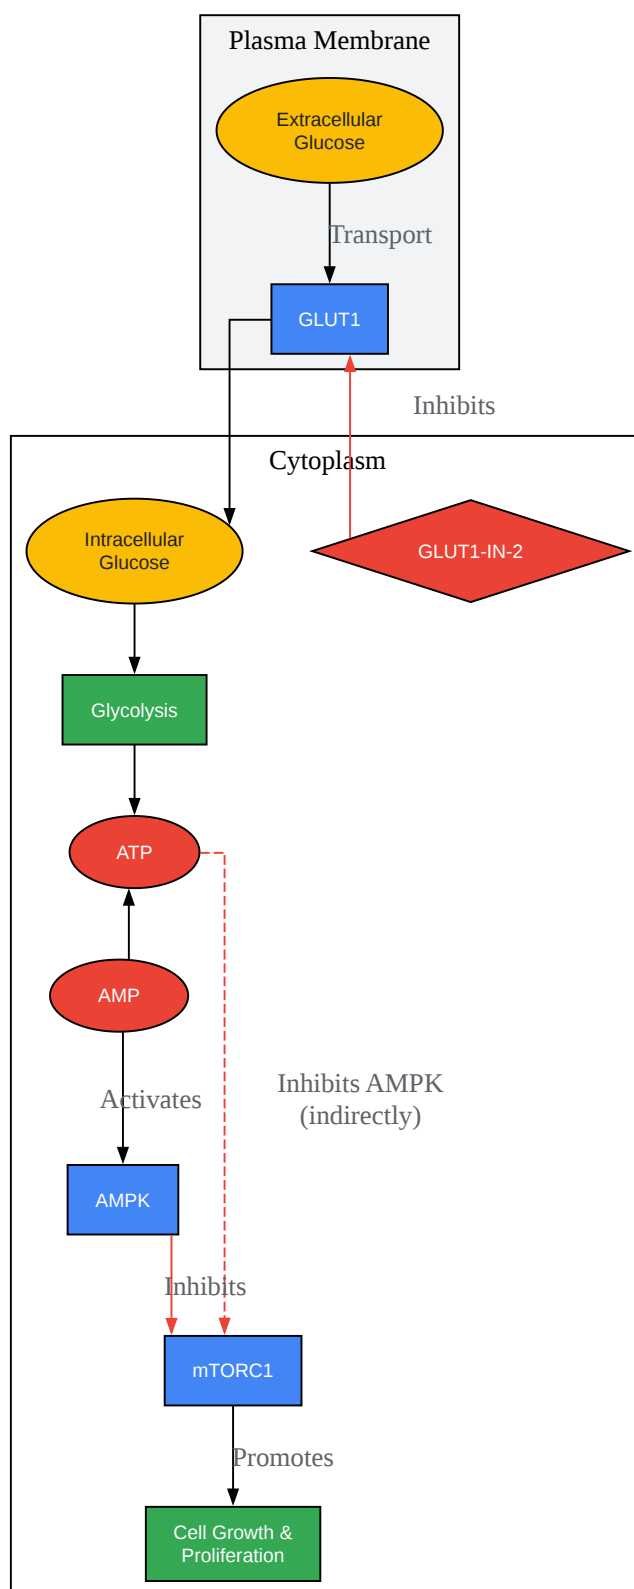 Plasma Membrane
Extracellular
Glucose
Transport
GLUT1
Inhibits
Cytoplasm
Intracellular
Glucose
GLUT1-IN-2
Glycolysis
ATP
AMP
Activates
Inhibits AMPK
(indirectly)
AMPK
Inhibits
mTORC1
Promotes
Cell Growth &
Proliferation